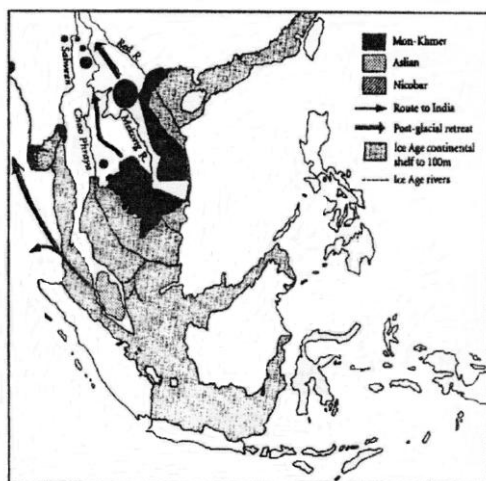 Mon-Khmer
Aslian
Nicobar
Route to India
Post-glacial retreat
Ice Age continental
shelf to 100m
Ice Age rivers
Red R.
Salween
Mekong R.
Chao Phraya